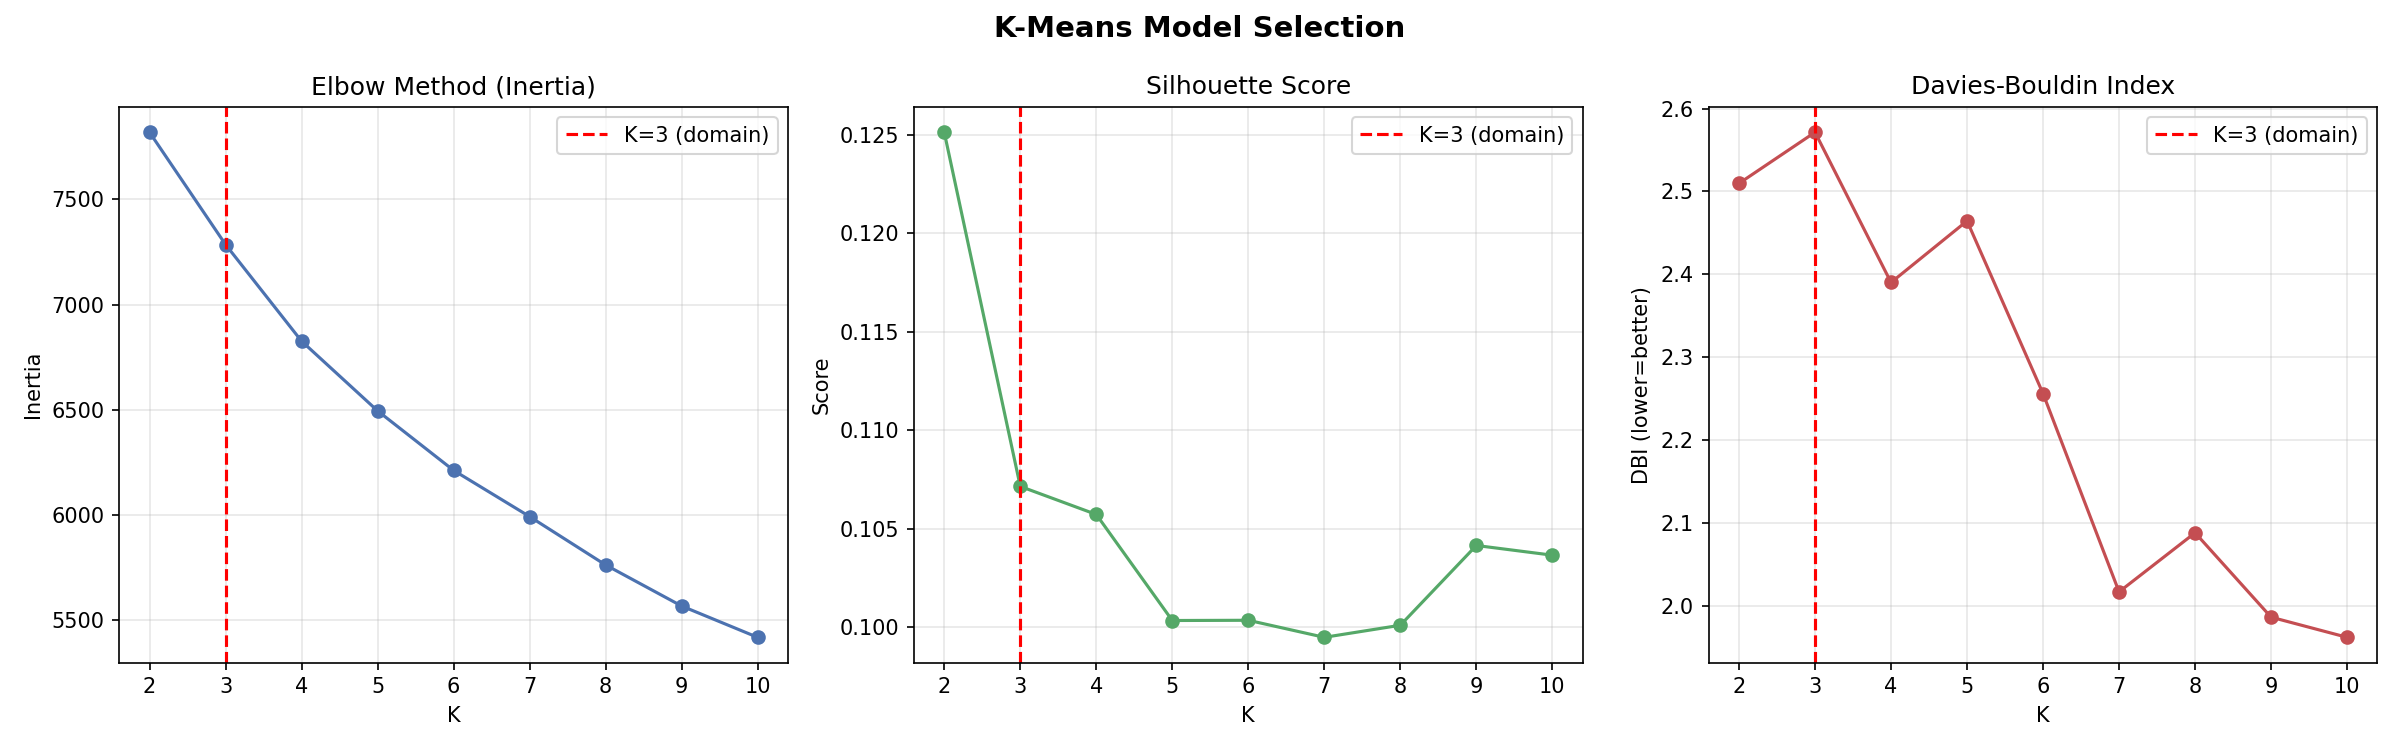 K-Means Model Selection
Elbow Method (Inertia)
K=3 (domain)
Inertia
7500
7000
6500
6000
5500
2 3 4 5 6 7 8 9 10
K
Silhouette Score
K=3 (domain)
Score
0.125
0.120
0.115
0.110
0.105
0.100
2 3 4 5 6 7 8 9 10
K
Davies-Bouldin Index
K=3 (domain)
DBI (lower=better)
2.6
2.5
2.4
2.3
2.2
2.1
2.0
2 3 4 5 6 7 8 9 10
K